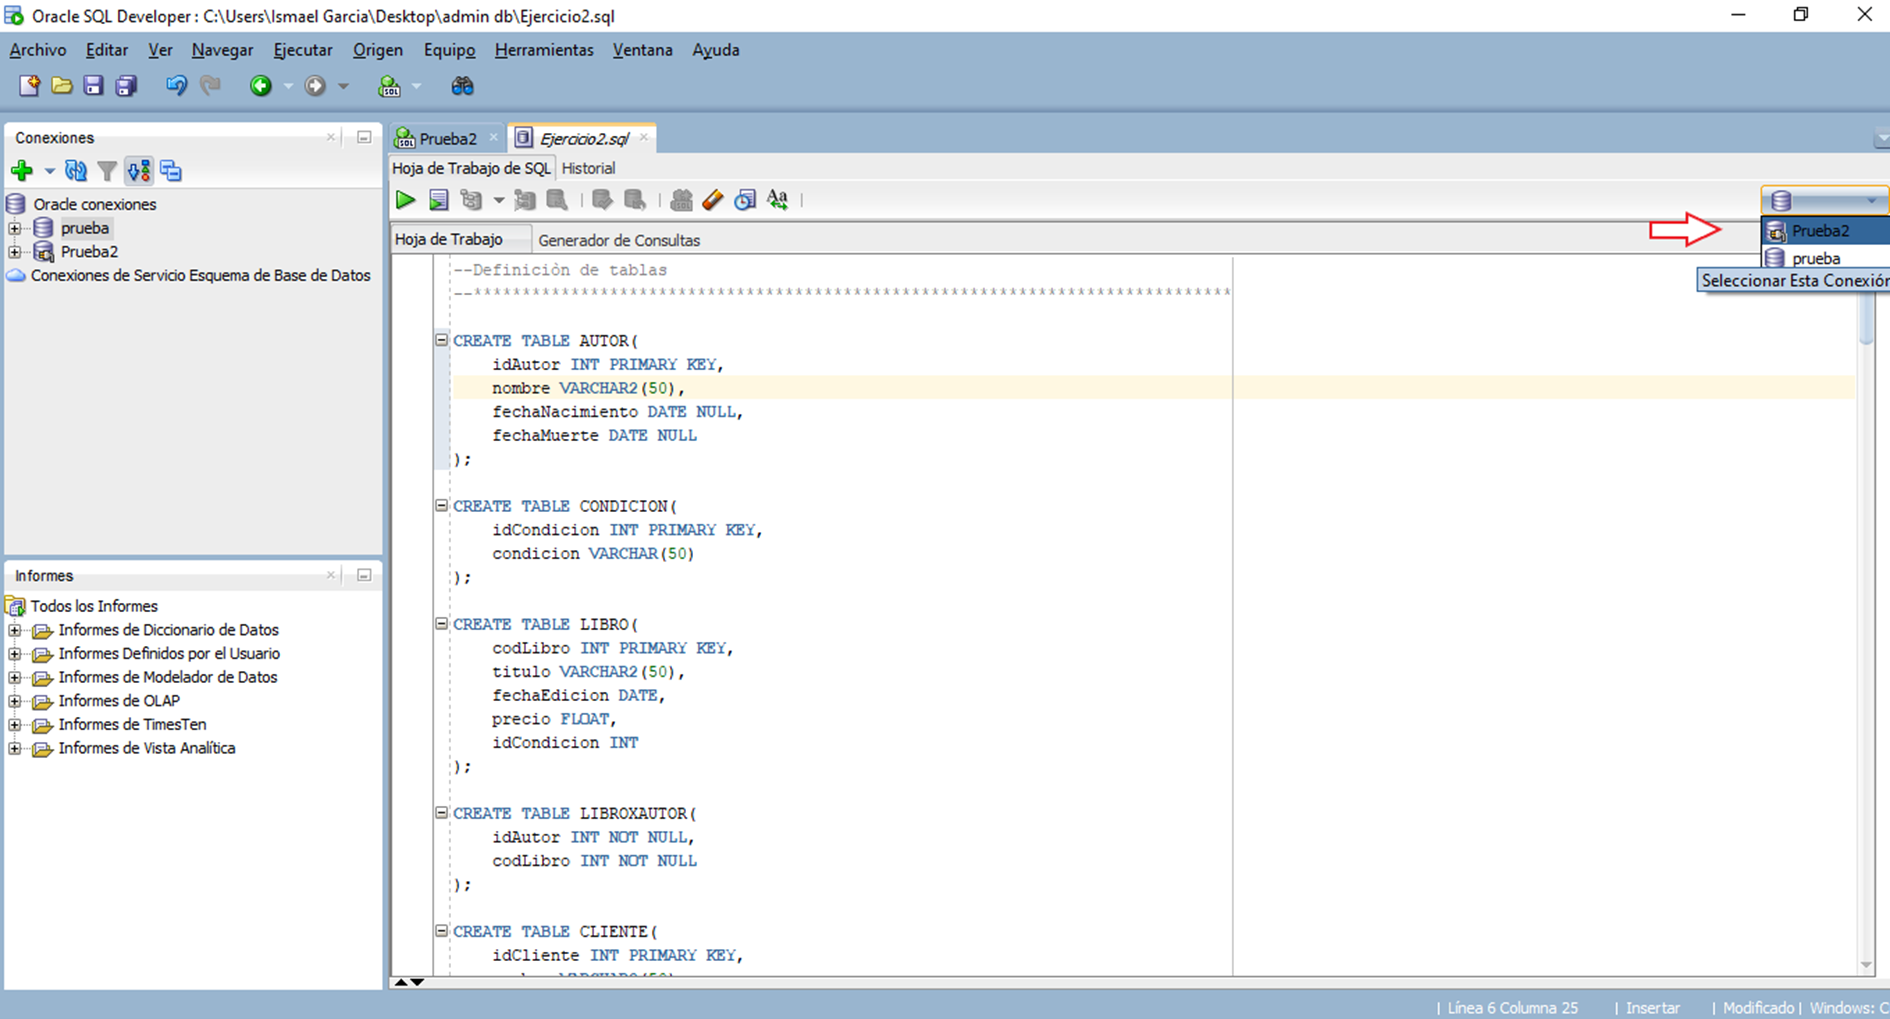 Oracle SQL Developer : C:\Users\Ismael Garcia\Desktop\admin db\Ejercicio2.sql
Archivo Editar Ver Navegar Ejecutar Origen Equipo Herramientas Ventana Ayuda
Conexiones
Oracle conexiones
prueba
Prueba2
Conexiones de Servicio Esquema de Base de Datos
Informes
Todos los Informes
Informes de Diccionario de Datos
Informes Definidos por el Usuario
Informes de Modelador de Datos
Informes de OLAP
Informes de TimesTen
Informes de Vista Analítica
Prueba2 Ejercicio2.sql
Hoja de Trabajo de SQL Historial
Hoja de Trabajo Generador de Consultas
Prueba2
prueba
Seleccionar Esta Conexión
--Definiciòn de tablas
--******************************************************************************
CREATE TABLE AUTOR(
idAutor INT PRIMARY KEY,
nombre VARCHAR2(50),
fechaNacimiento DATE NULL,
fechaMuerte DATE NULL
);
CREATE TABLE CONDICION(
idCondicion INT PRIMARY KEY,
condicion VARCHAR(50)
);
CREATE TABLE LIBRO(
codLibro INT PRIMARY KEY,
titulo VARCHAR2(50),
fechaEdicion DATE,
precio FLOAT,
idCondicion INT
);
CREATE TABLE LIBROXAUTOR(
idAutor INT NOT NULL,
codLibro INT NOT NULL
);
CREATE TABLE CLIENTE(
idCliente INT PRIMARY KEY,
| Línea 6 Columna 25 | Insertar | Modificado | Windows: C